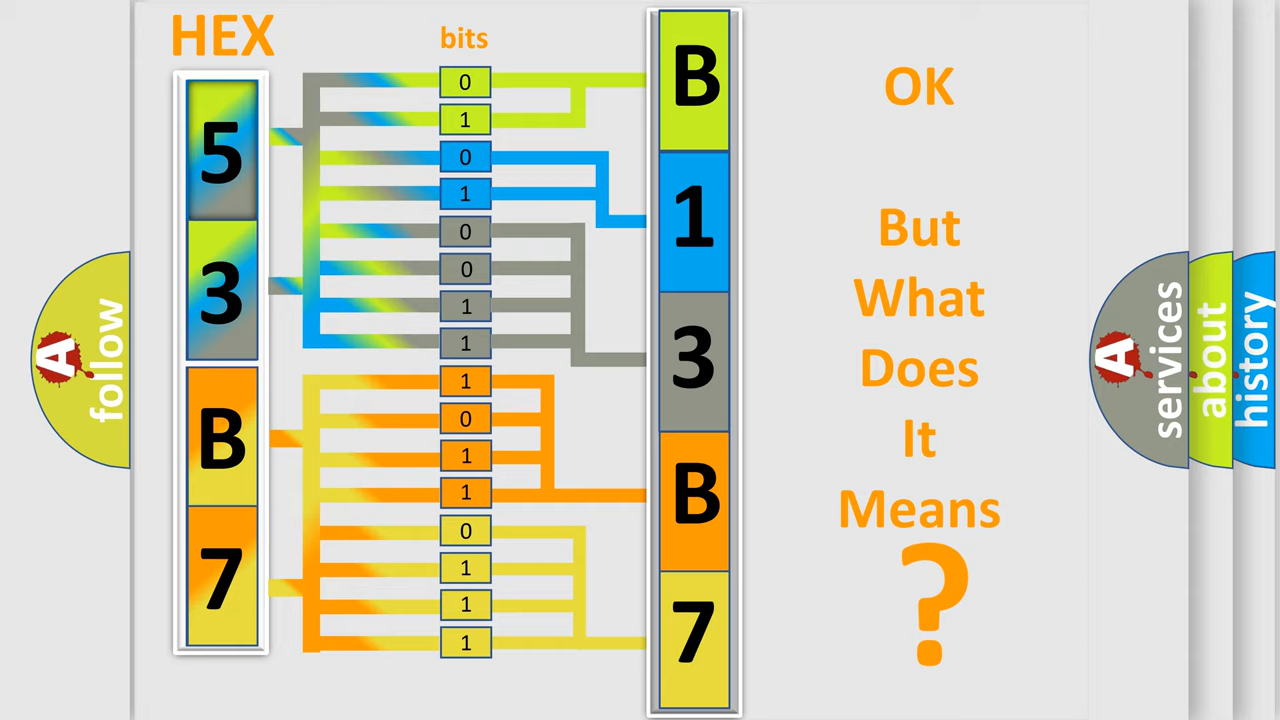 HEX
bits
5
3
B
7
0
1
0
1
0
0
1
1
1
0
1
1
0
1
1
1
B
1
3
B
7
OK
But
What
Does
It
Means
?
A
follow
A
services
about
history